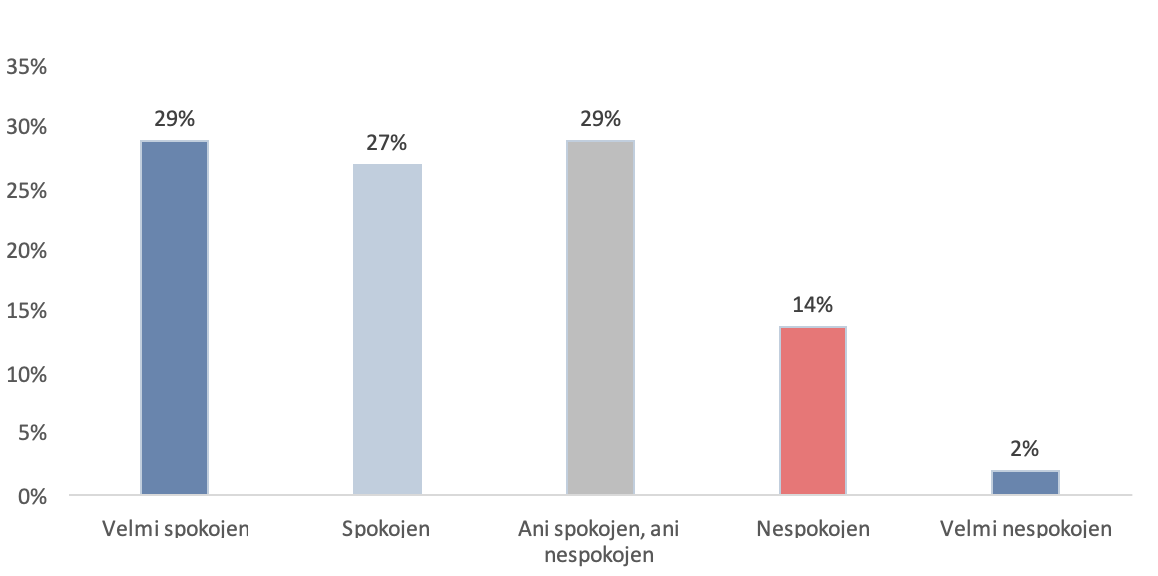 35%
30%
25%
20%
15%
10%
5%
0%
29%
27%
29%
14%
2%
Velmi spokojen
Spokojen
Ani spokojen, ani
nespokojen
Nespokojen
Velmi nespokojen